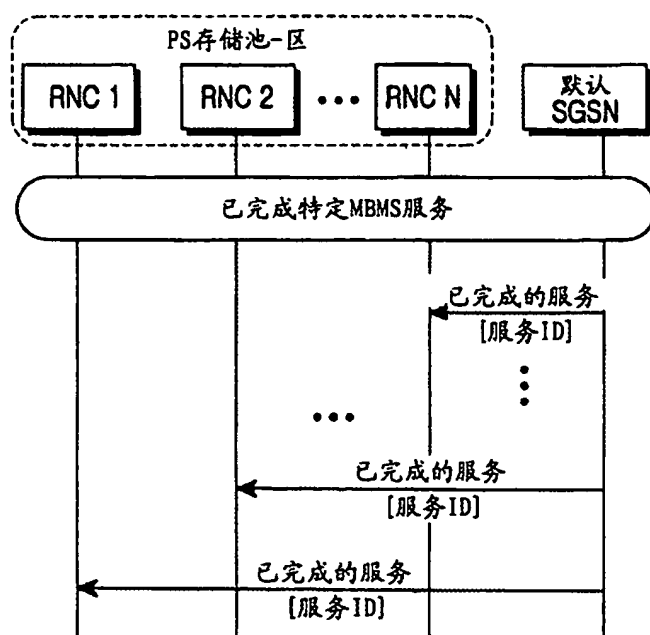 PS存储池-区
RNC 1
RNC 2
RNC N
默认
SGSN
已完成特定MBMS服务
已完成的服务
[服务ID]
已完成的服务
[服务ID]
已完成的服务
[服务ID]